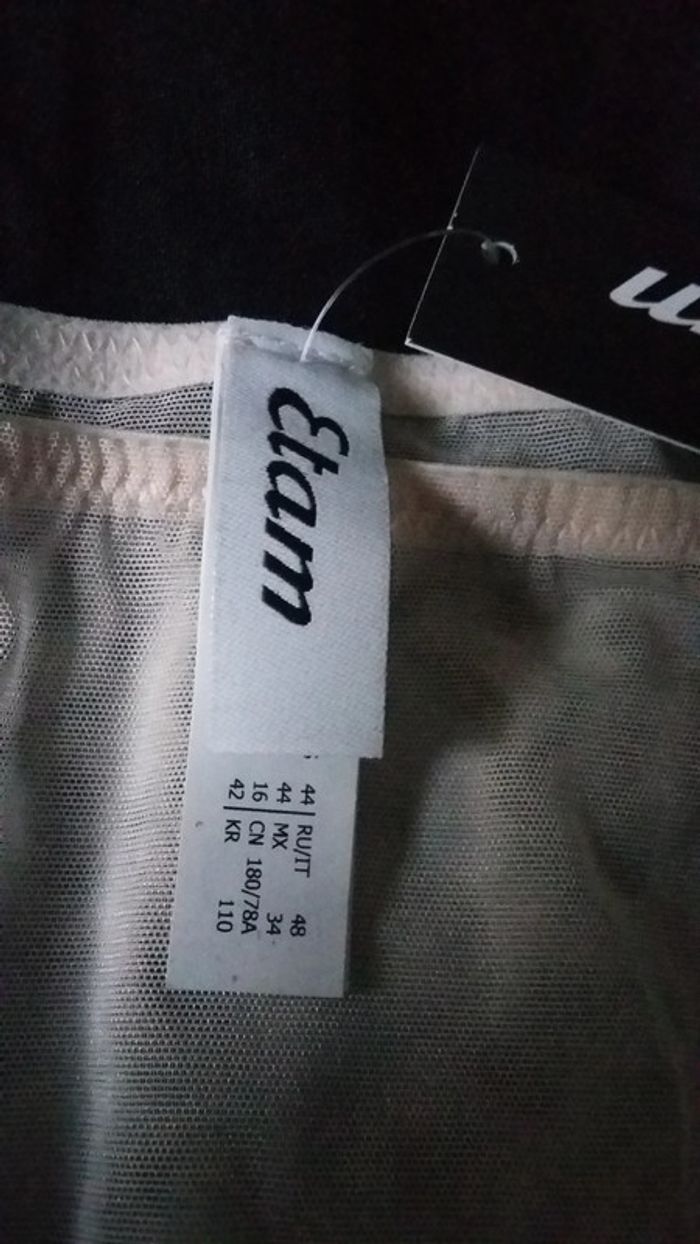 Etam
44 | RU/IT 48
44 | MX 34
16 | CN 180/78A
42 | KR 110